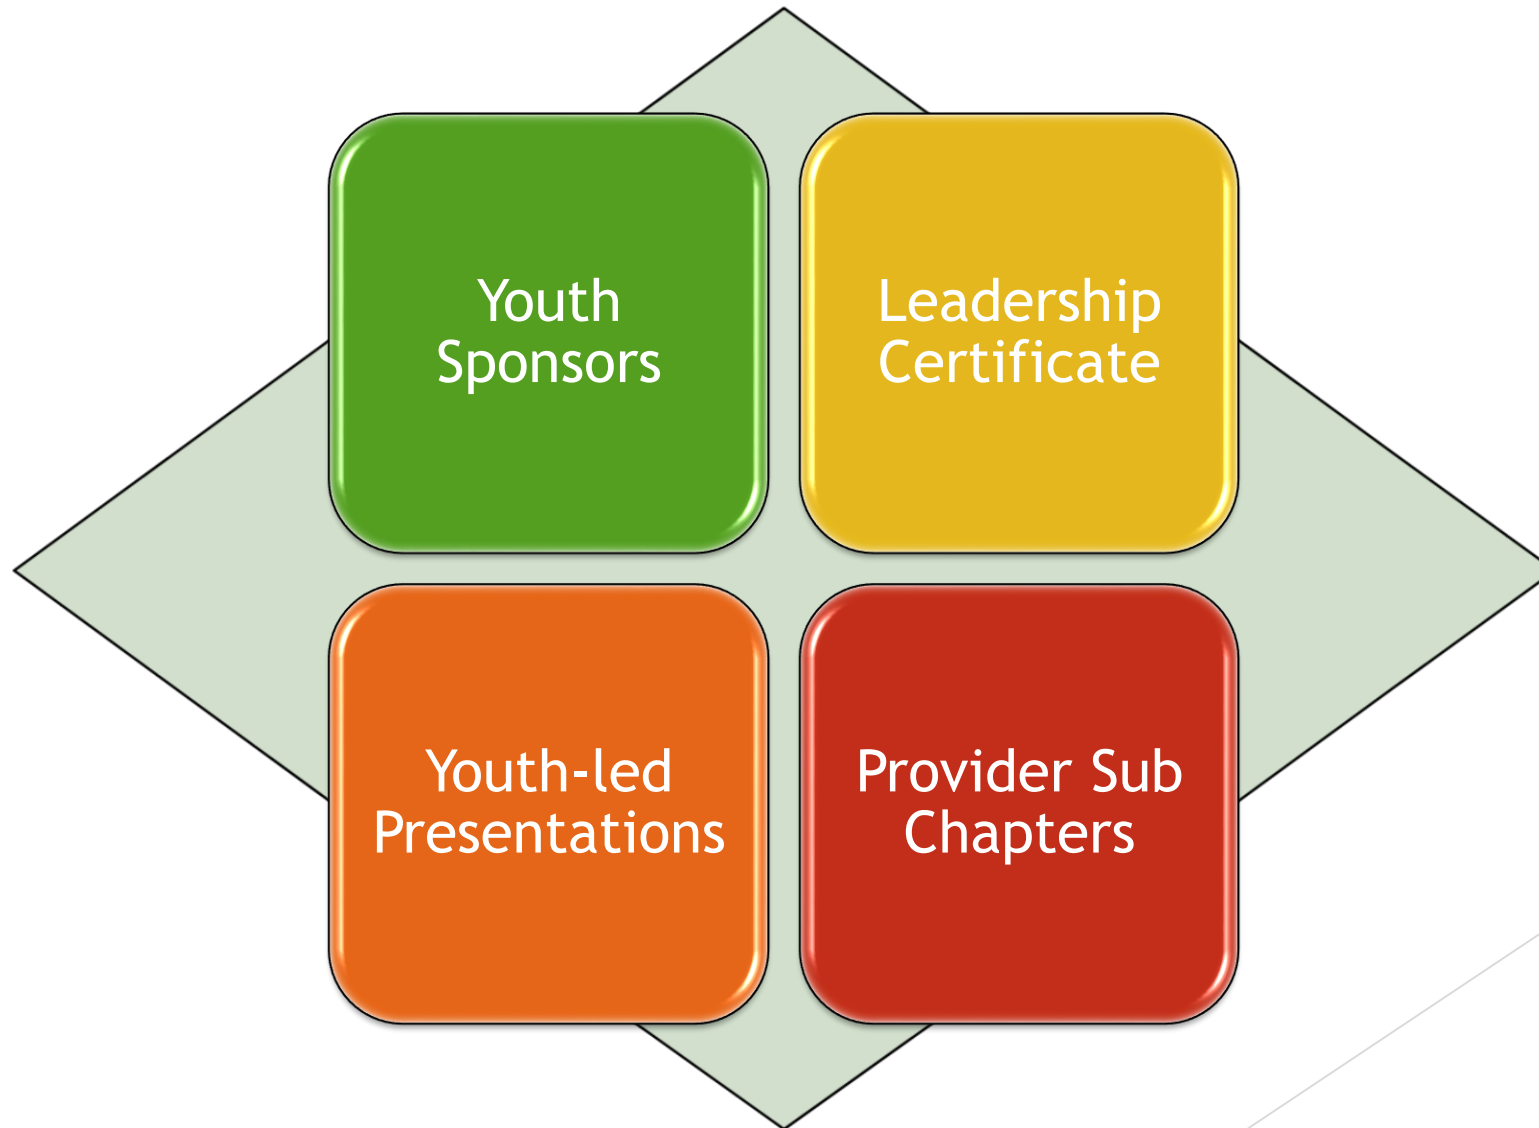 Youth
Sponsors
Leadership
Certificate
Youth-led
Presentations
Provider Sub
Chapters